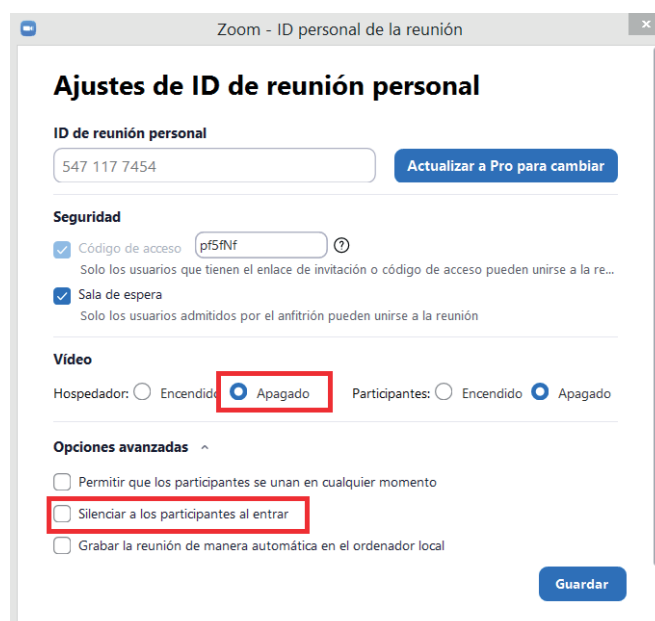 Zoom - ID personal de la reunión
Ajustes de ID de reunión personal
ID de reunión personal
547 117 7454
Actualizar a Pro para cambiar
Seguridad
Código de acceso pf5fNf
Solo los usuarios que tienen el enlace de invitación o código de acceso pueden unirse a la re...
Sala de espera
Solo los usuarios admitidos por el anfitrión pueden unirse a la reunión
Vídeo
Hospedador: Encendido Apagado Participantes: Encendido Apagado
Opciones avanzadas
Permitir que los participantes se unan en cualquier momento
Silenciar a los participantes al entrar
Grabar la reunión de manera automática en el ordenador local
Guardar